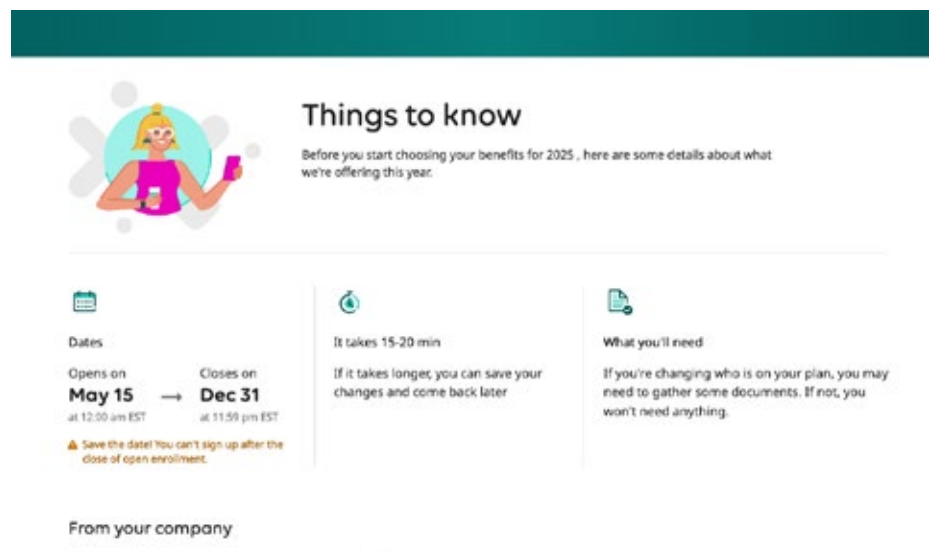 Things to know
Before you start choosing your benefits for 2025 , here are some details about what
we're offering this year.
Dates
Opens on
May 15
at 12:00 am EST
Closes on
Dec 31
at 11:59 pm EST
Save the date! You can't sign up after the
close of open enrollment.
It takes 15-20 min
If it takes longer, you can save your
changes and come back later
What you'll need
If you're changing who is on your plan, you may
need to gather some documents. If not, you
won't need anything.
From your company